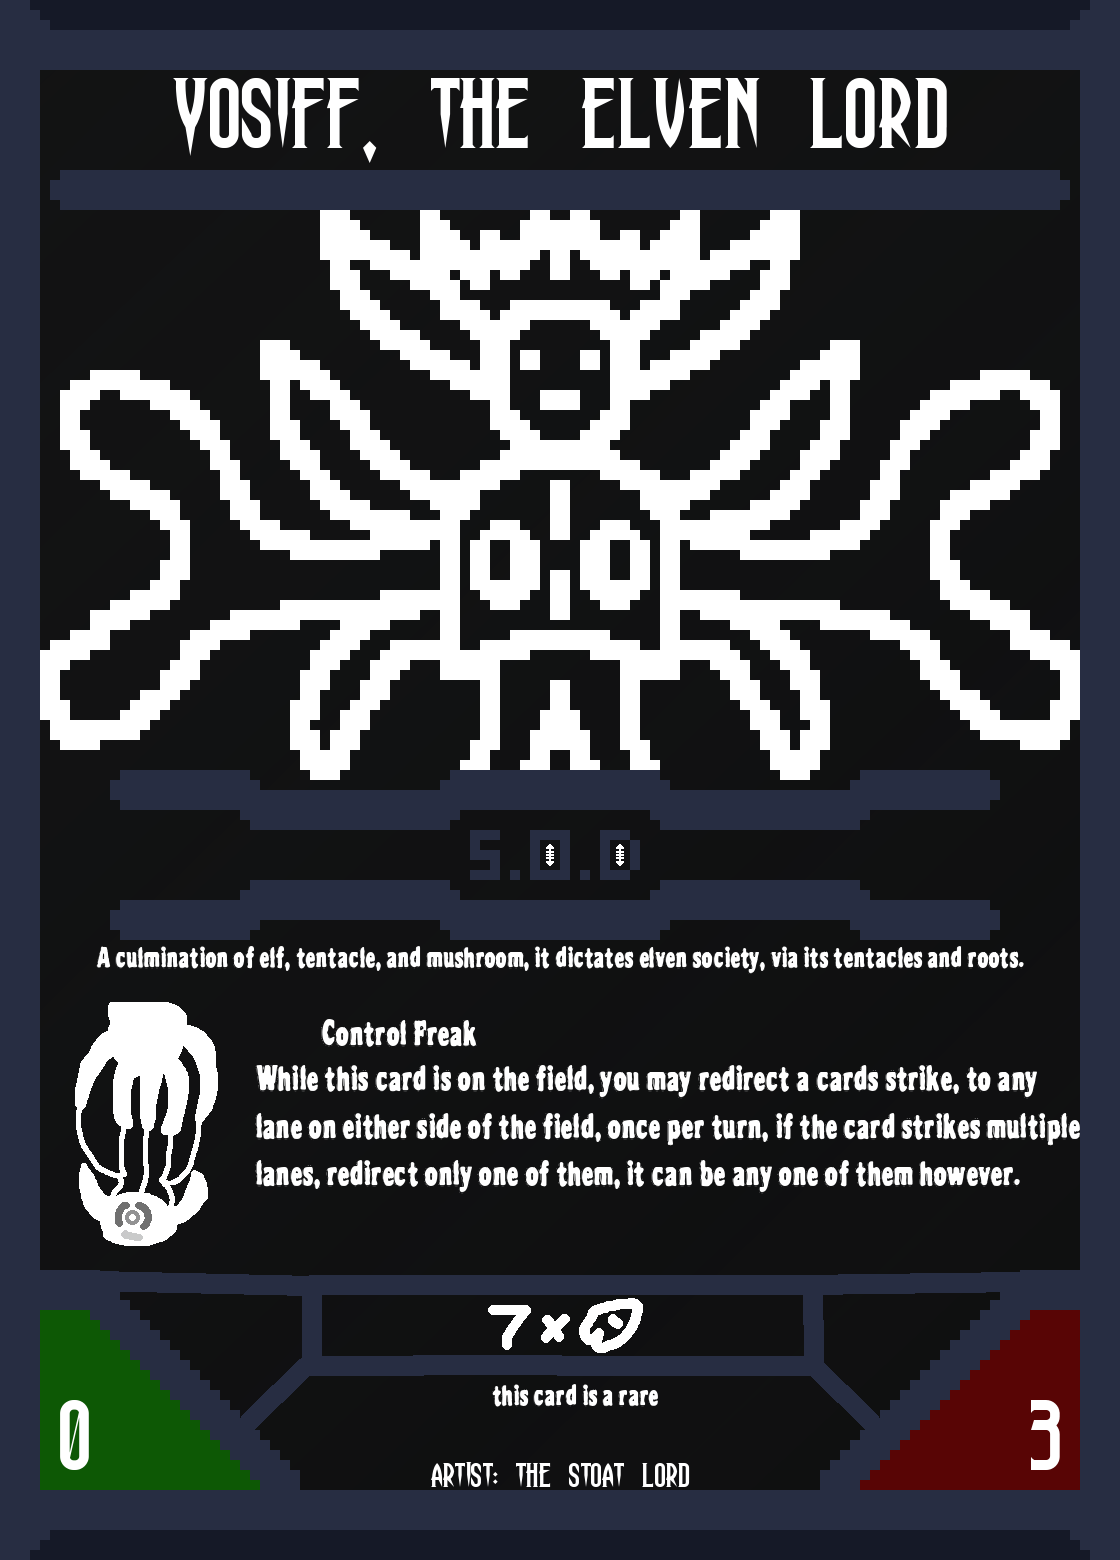 YOSIFF, THE ELVEN LORD
S.O.D
A culmination of elf, tentacle, and mushroom, it dictates elven society, via its tentacles and roots.
Control Freak
While this card is on the field, you may redirect a cards strike, to any
lane on either side of the field, once per turn, if the card strikes multiple
lanes, redirect only one of them, it can be any one of them however.
7 x
this card is a rare
0
3
ARTIST: THE STOAT LORD